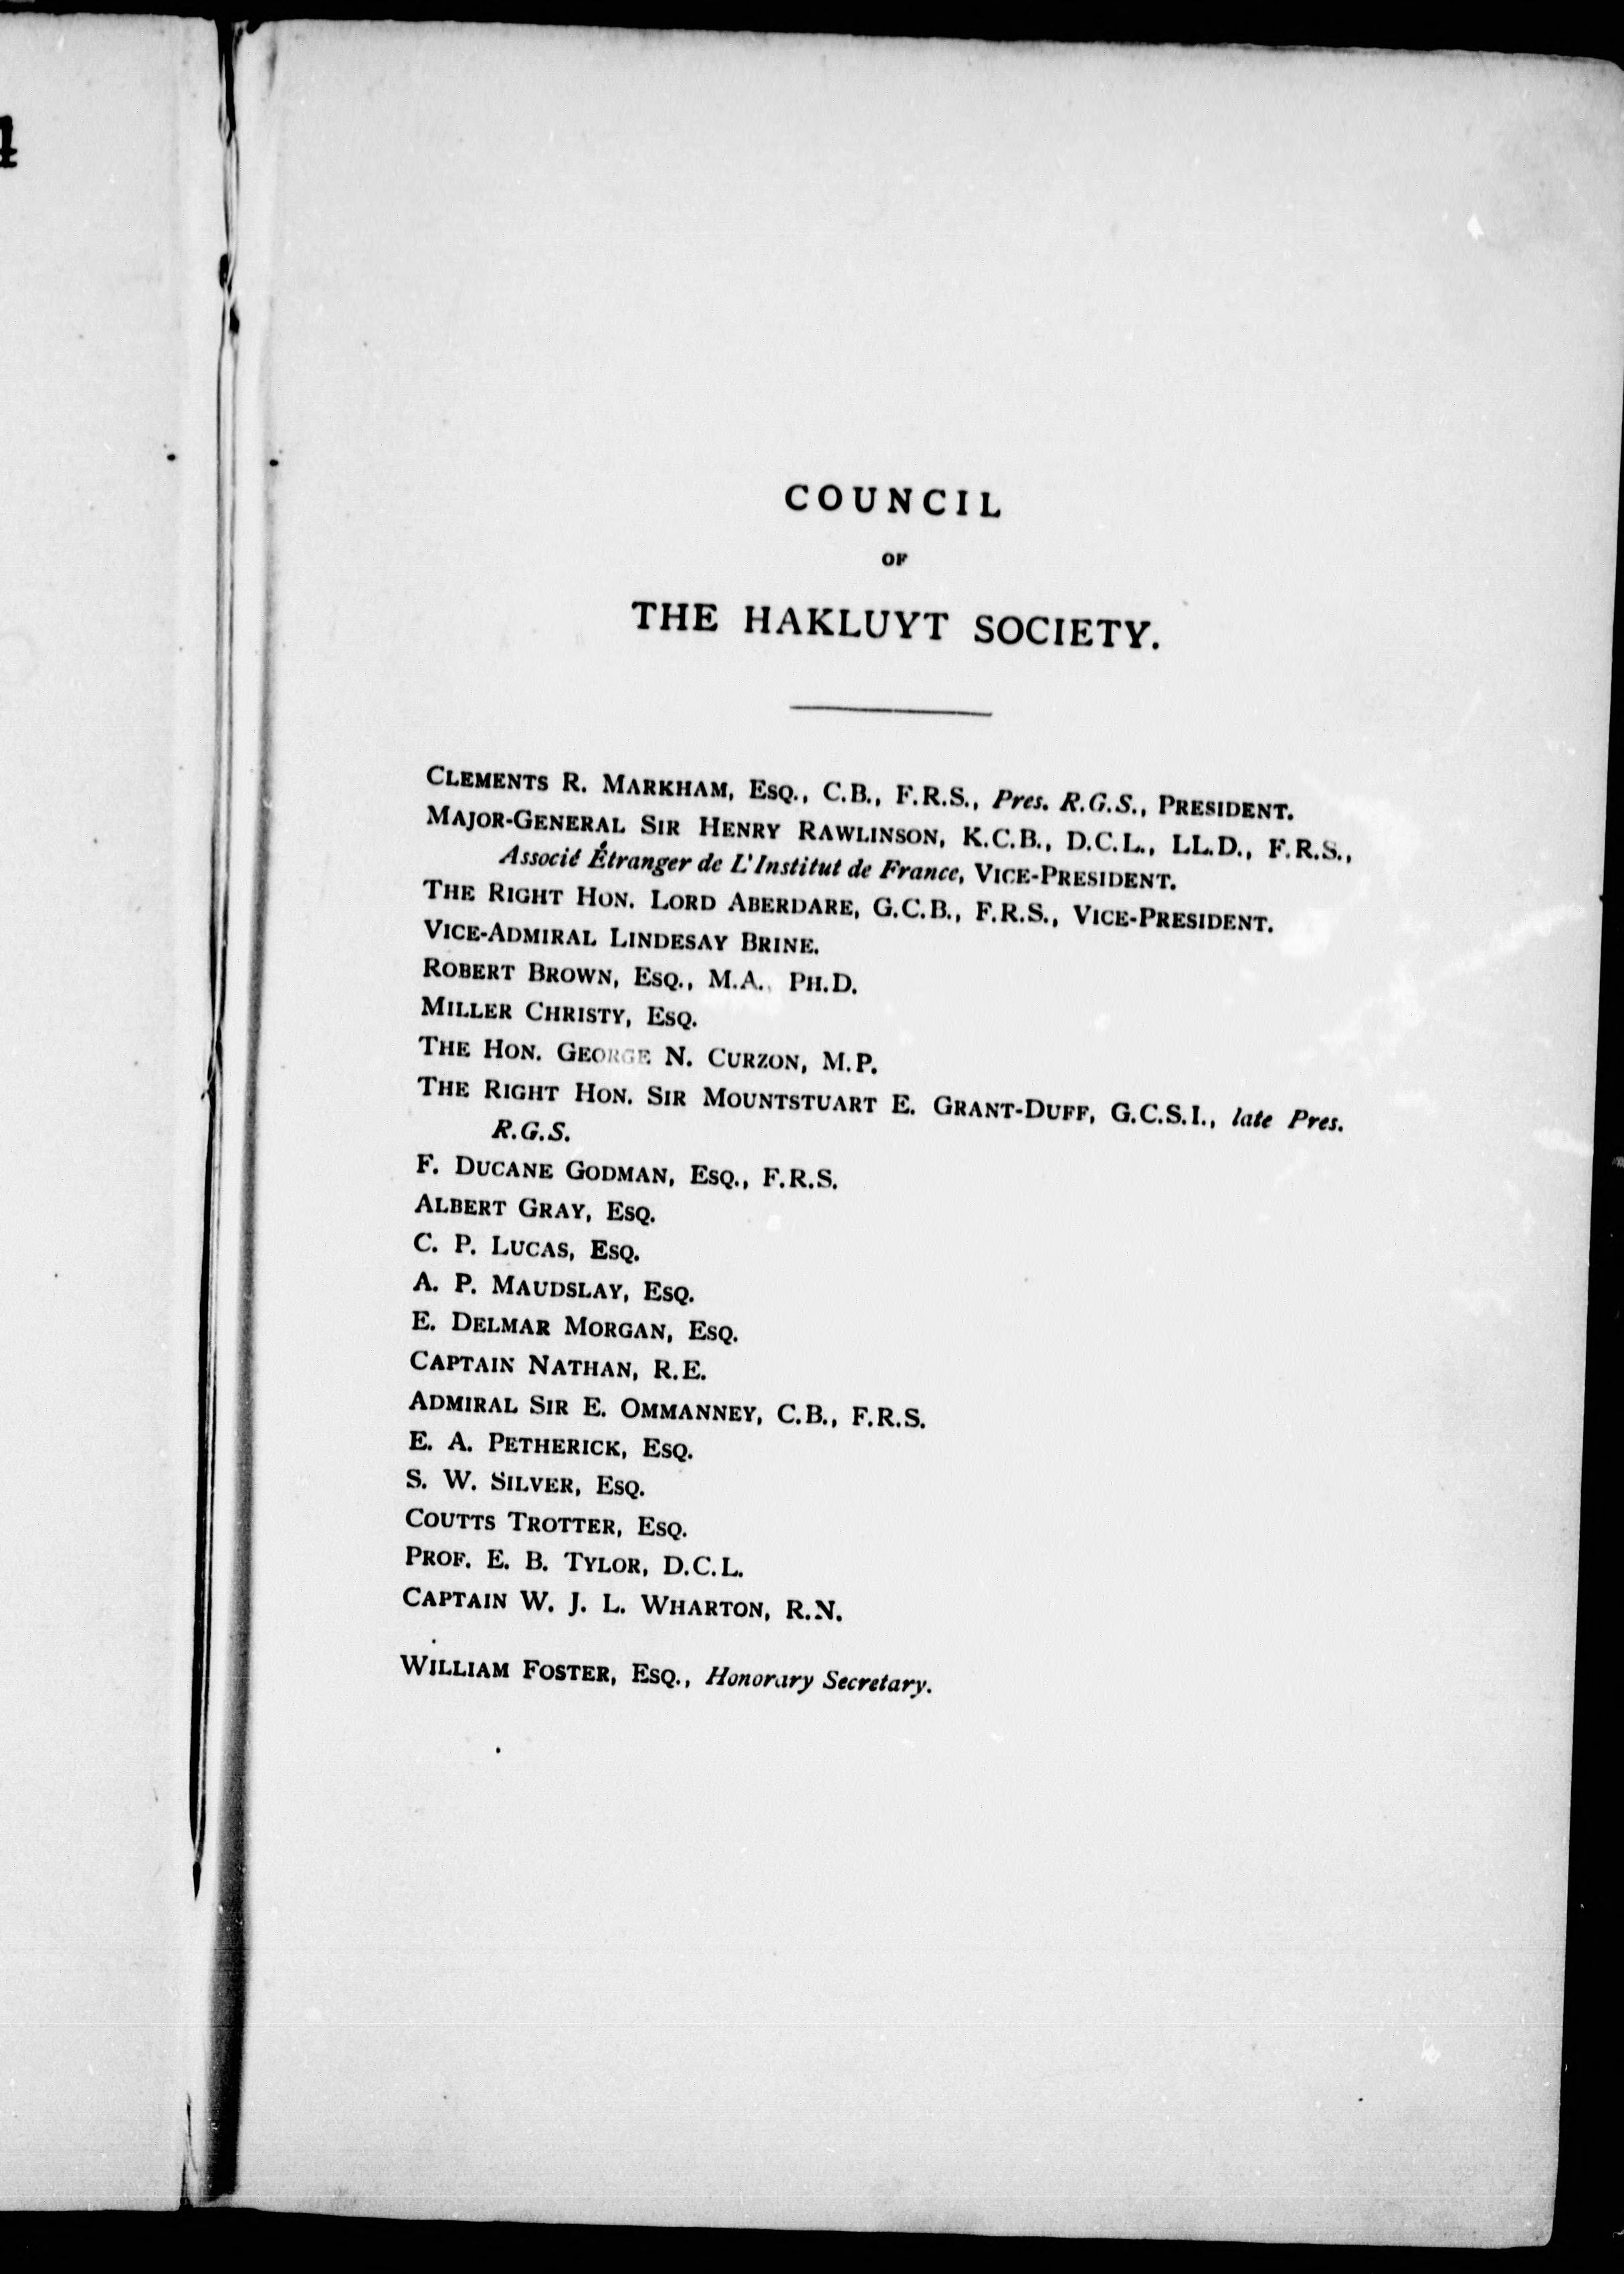 COUNCIL
OF
THE HAKLUYT SOCIETY.
CLEMENTS R. MARKHAM, ESQ., C.B., F.R.S., Pres. R.G.S., PRESIDENT.
MAJOR-GENERAL SIR HENRY RAWLINSON, K.C.B., D.C.L., LL.D., F.R.S.,
Associé Étranger de L'Institut de France, VICE-PRESIDENT.
THE RIGHT HON. LORD ABERDARE, G.C.B., F.R.S., VICE-PRESIDENT.
VICE-ADMIRAL LINDESAY BRINE.
ROBERT BROWN, ESQ., M.A., PH.D.
MILLER CHRISTY, ESQ.
THE HON. GEORGE N. CURZON, M.P.
THE RIGHT HON. SIR MOUNTSTUART E. GRANT-DUFF, G.C.S.I., late Pres.
R.G.S.
F. DUCANE GODMAN, ESQ., F.R.S.
ALBERT GRAY, ESQ.
C. P. LUCAS, ESQ.
A. P. MAUDSLAY, ESQ.
E. DELMAR MORGAN, ESQ.
CAPTAIN NATHAN, R.E.
ADMIRAL SIR E. OMMANNEY, C.B., F.R.S.
E. A. PETHERICK, ESQ.
S. W. SILVER, ESQ.
COUTTS TROTTER, ESQ.
PROF. E. B. TYLOR, D.C.L.
CAPTAIN W. J. L. WHARTON, R.N.
WILLIAM FOSTER, ESQ., Honorary Secretary.